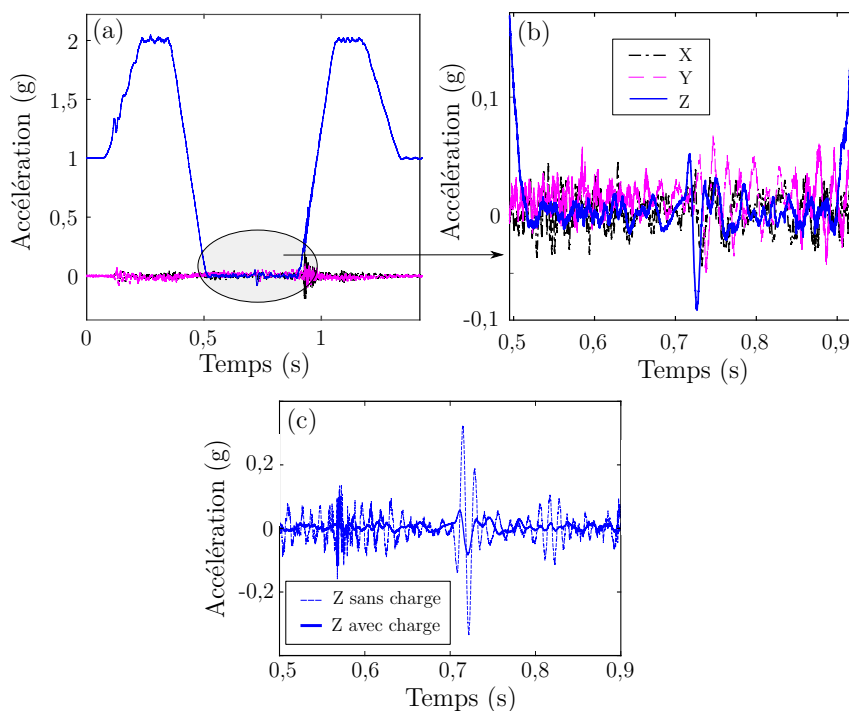 (a)
Accélération (g)
2
1,5
1
0,5
0
0
0,5
1
Temps (s)
(b)
X
Y
Z
Accélération (g)
0,1
0
-0,1
0,5
0,6
0,7
0,8
0,9
Temps (s)
(c)
Accélération (g)
0,2
0
-0,2
Z sans charge
Z avec charge
0,5
0,6
0,7
0,8
0,9
Temps (s)